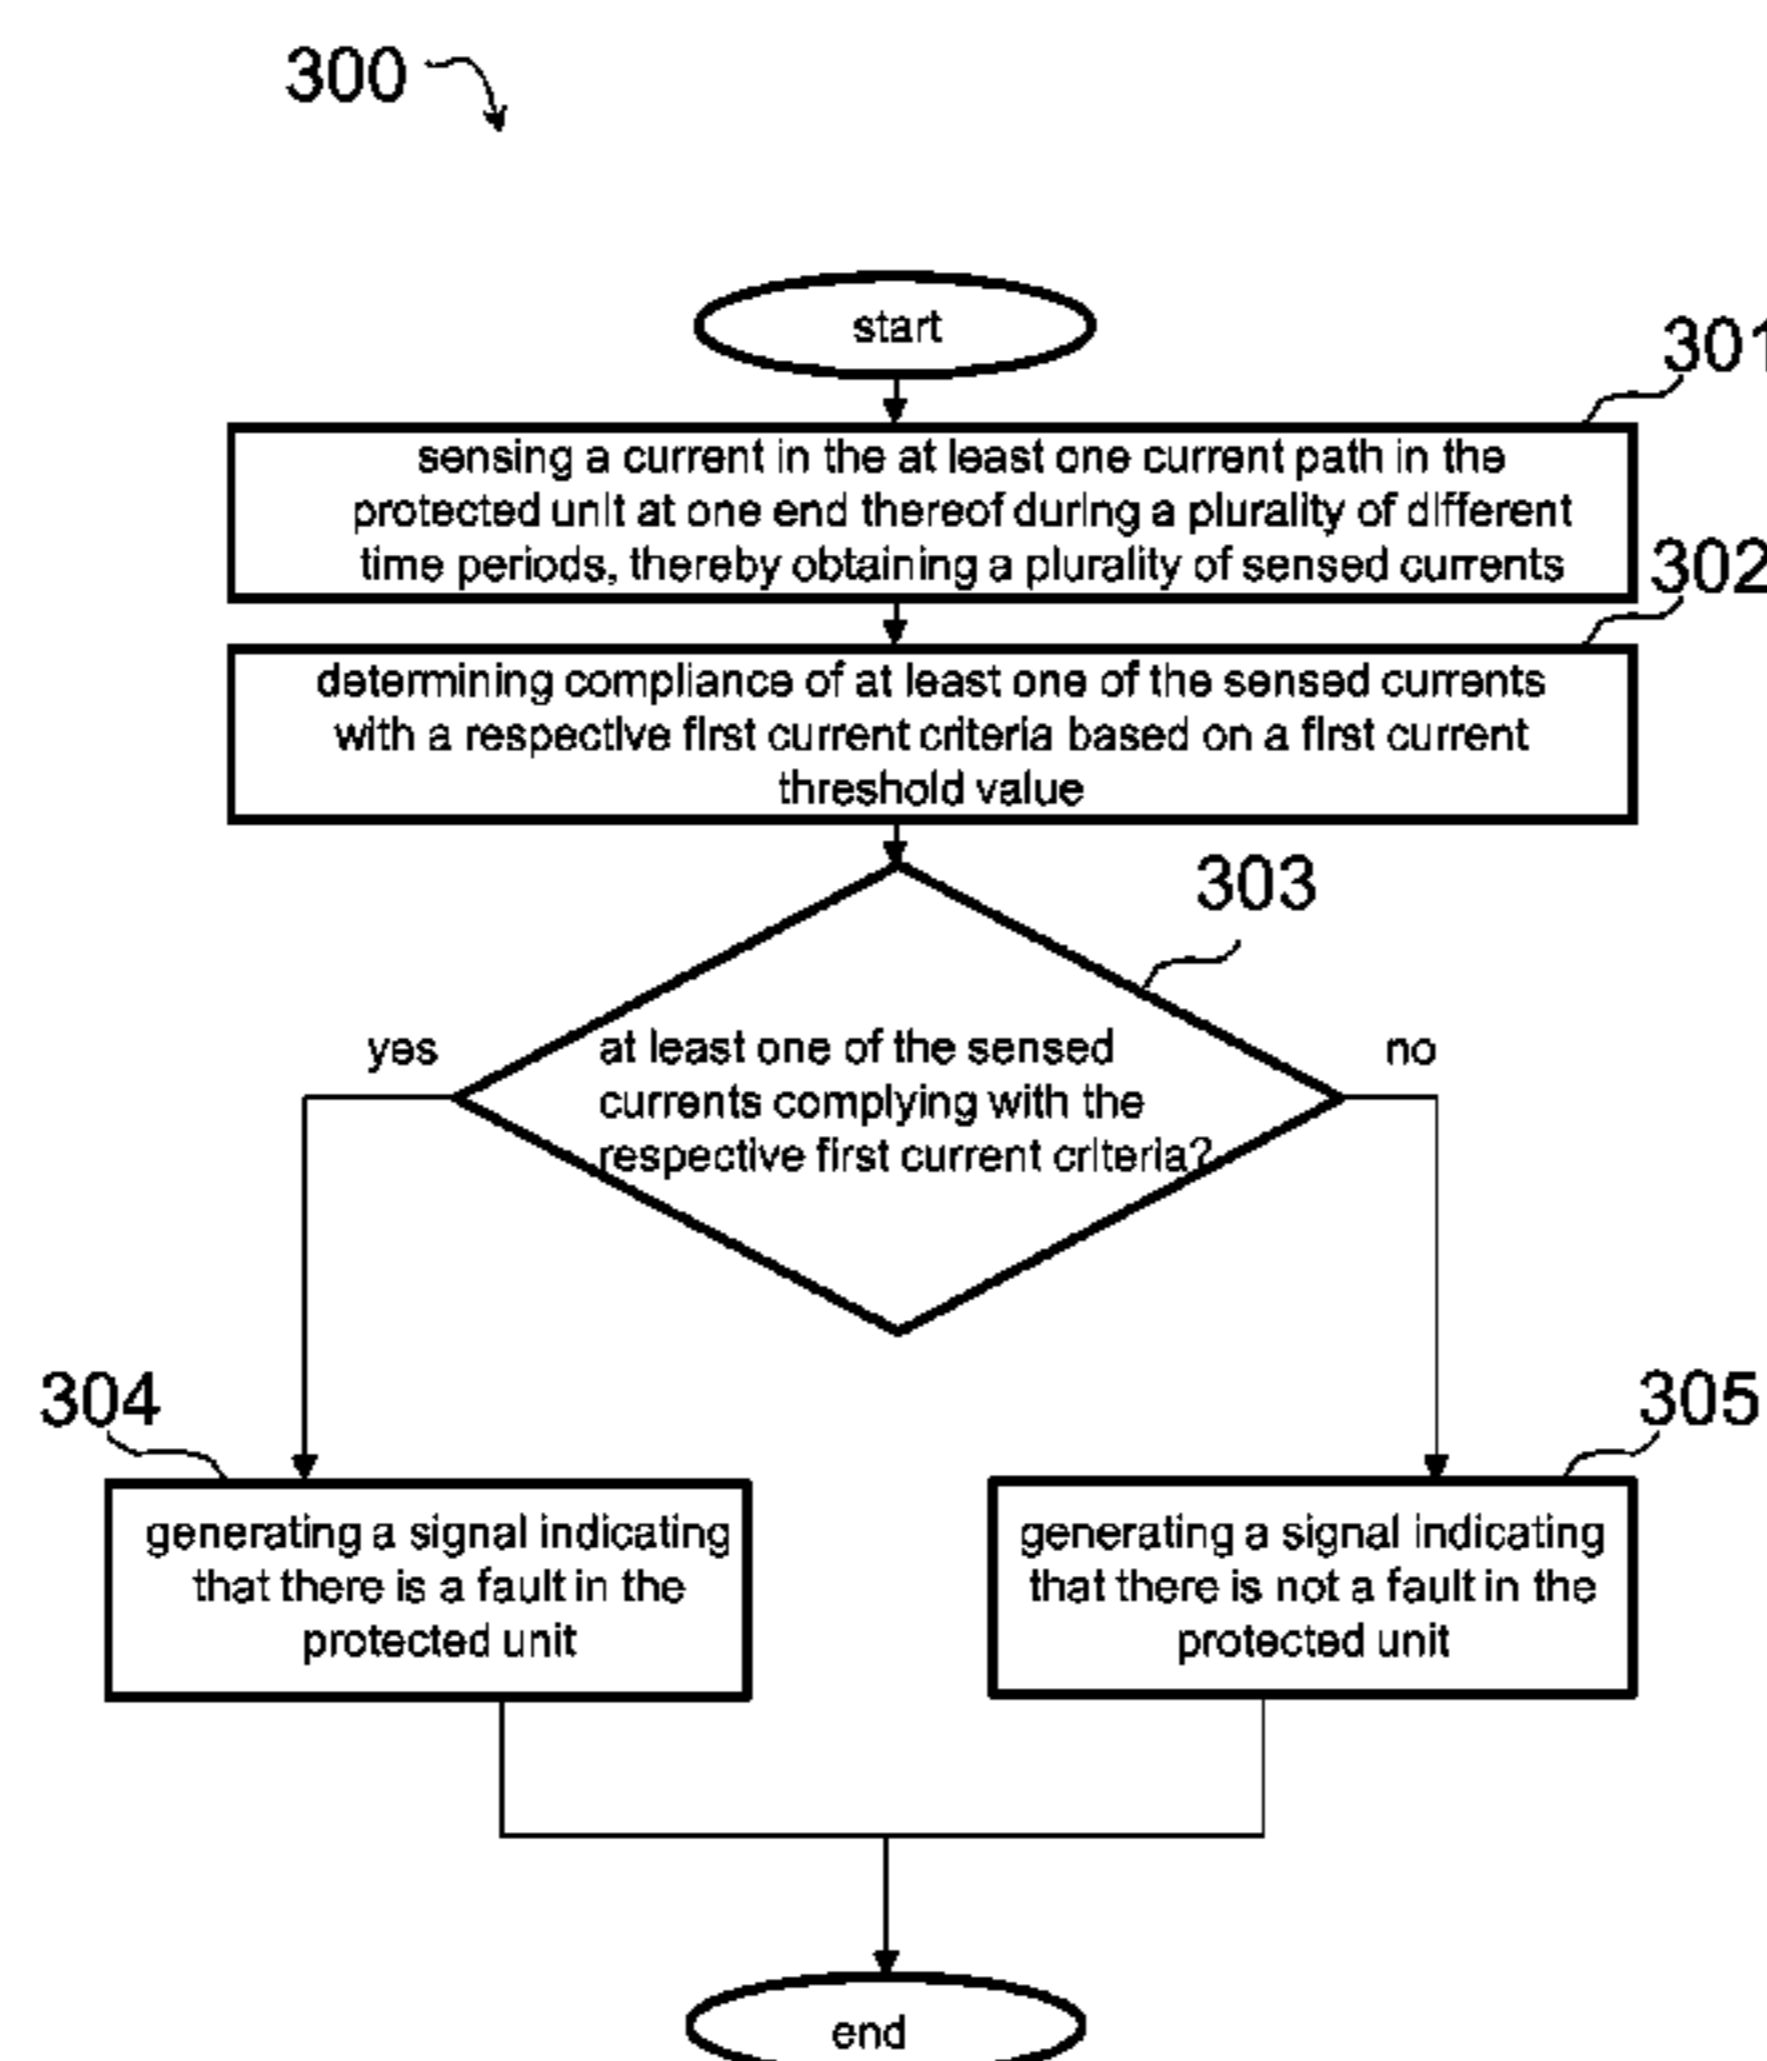 300
start
301
sensing a current in the at least one current path in the
protected unit at one end thereof during a plurality of different
time periods, thereby obtaining a plurality of sensed currents
302
determining compliance of at least one of the sensed currents
with a respective first current criteria based on a first current
threshold value
303
yes
at least one of the sensed
currents complying with the
respective first current criteria?
no
304
generating a signal indicating
that there is a fault in the
protected unit
305
generating a signal indicating
that there is not a fault in the
protected unit
end